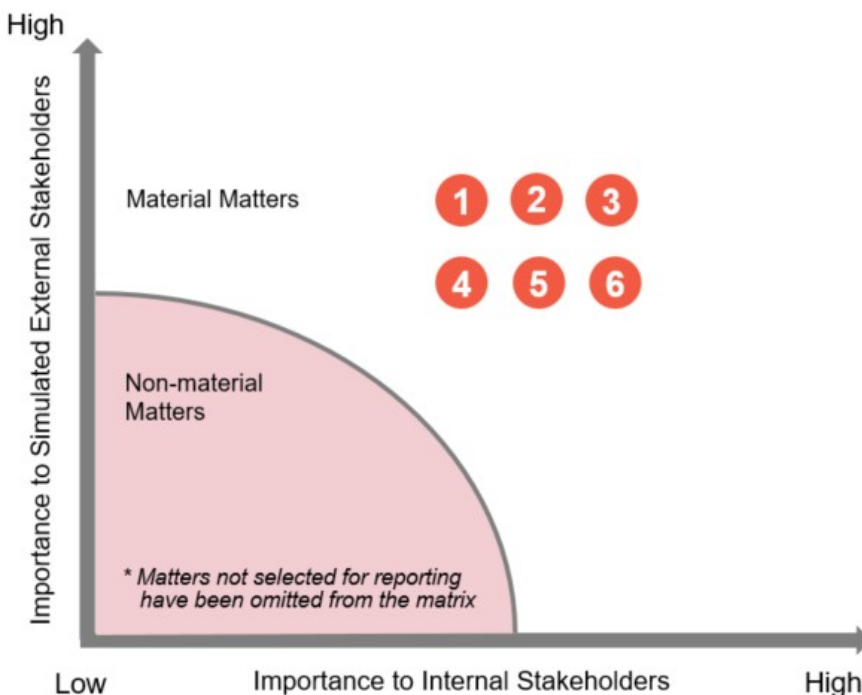 High
Importance to Simulated External Stakeholders
Material Matters
1 2 3
4 5 6
Non-material
Matters
* Matters not selected for reporting
have been omitted from the matrix
Low
Importance to Internal Stakeholders
High